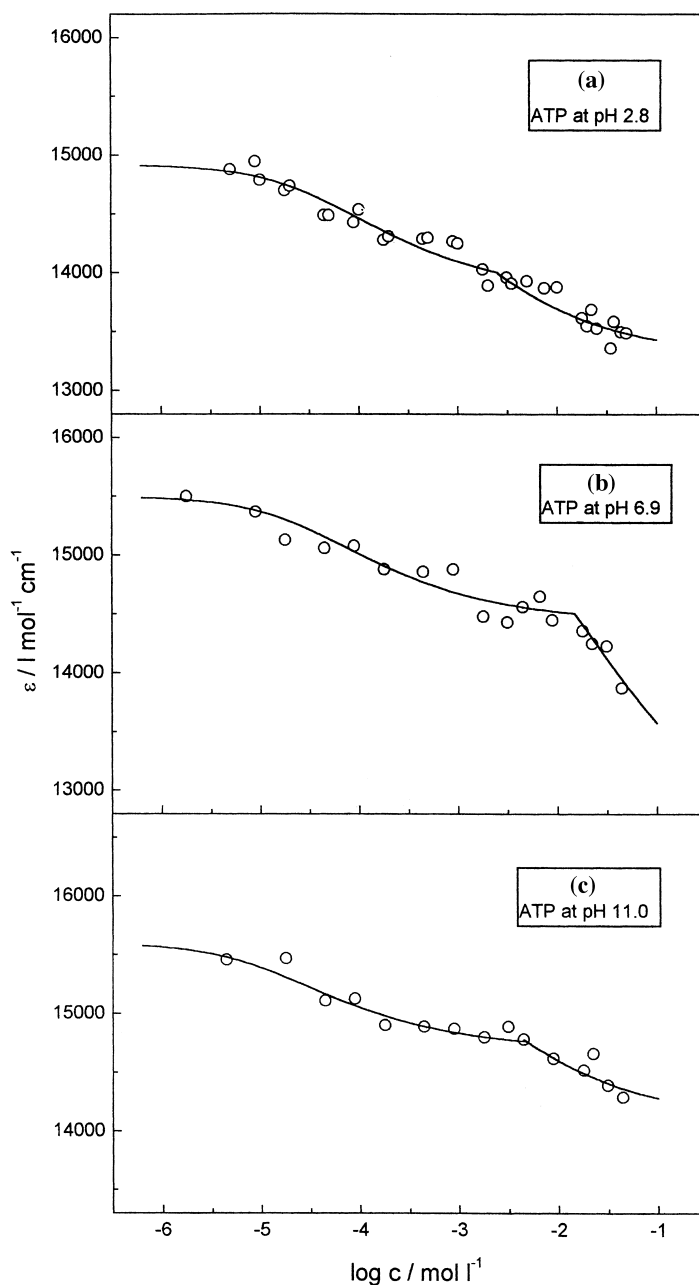 16000
(a)
ATP at pH 2.8
15000
14000
13000
16000
(b)
ATP at pH 6.9
15000
14000
13000
ε / l mol⁻¹ cm⁻¹
16000
(c)
ATP at pH 11.0
15000
14000
-6 -5 -4 -3 -2 -1
log c / mol l⁻¹